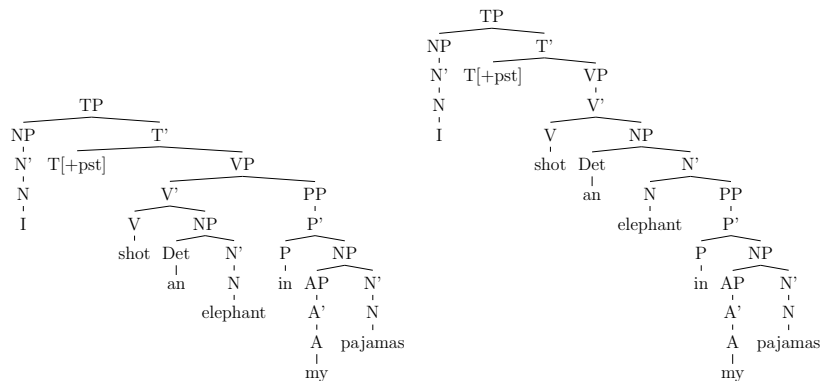 TP
NP T'
N' T[+pst] VP
N V' PP
I V NP P'
shot Det N' P NP
an N in AP N'
elephant A' N
A pajamas
my
TP
NP T'
N' T[+pst] VP
N V'
I V NP
shot Det N'
an N PP
elephant P'
P NP
in AP N'
A' N
A pajamas
my